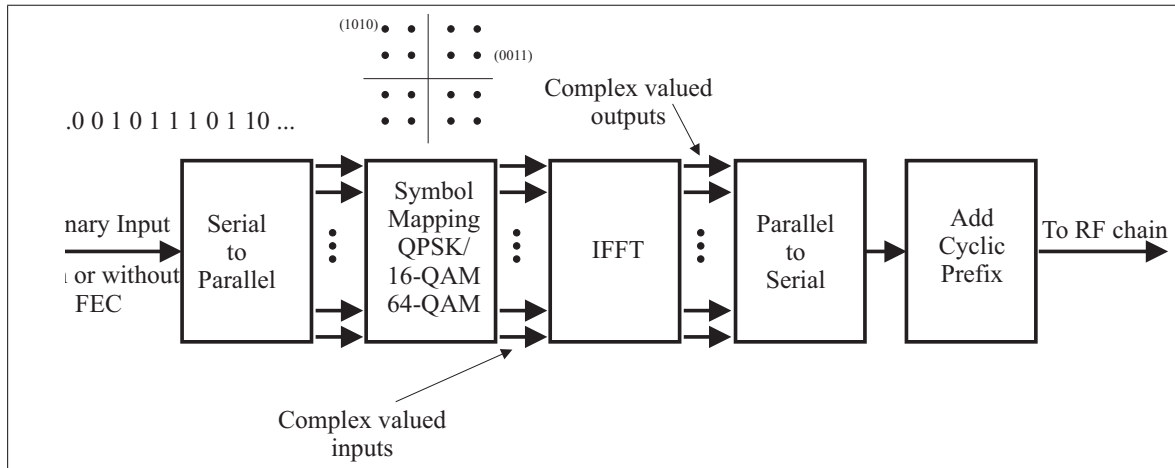 (1010)
(0011)
Complex valued
outputs
.0 0 1 0 1 1 1 0 1 10 ...
nary Input
or without
FEC
Serial
to
Parallel
Symbol
Mapping
QPSK/
16-QAM
64-QAM
IFFT
Parallel
to
Serial
Add
Cyclic
Prefix
To RF chain
Complex valued
inputs